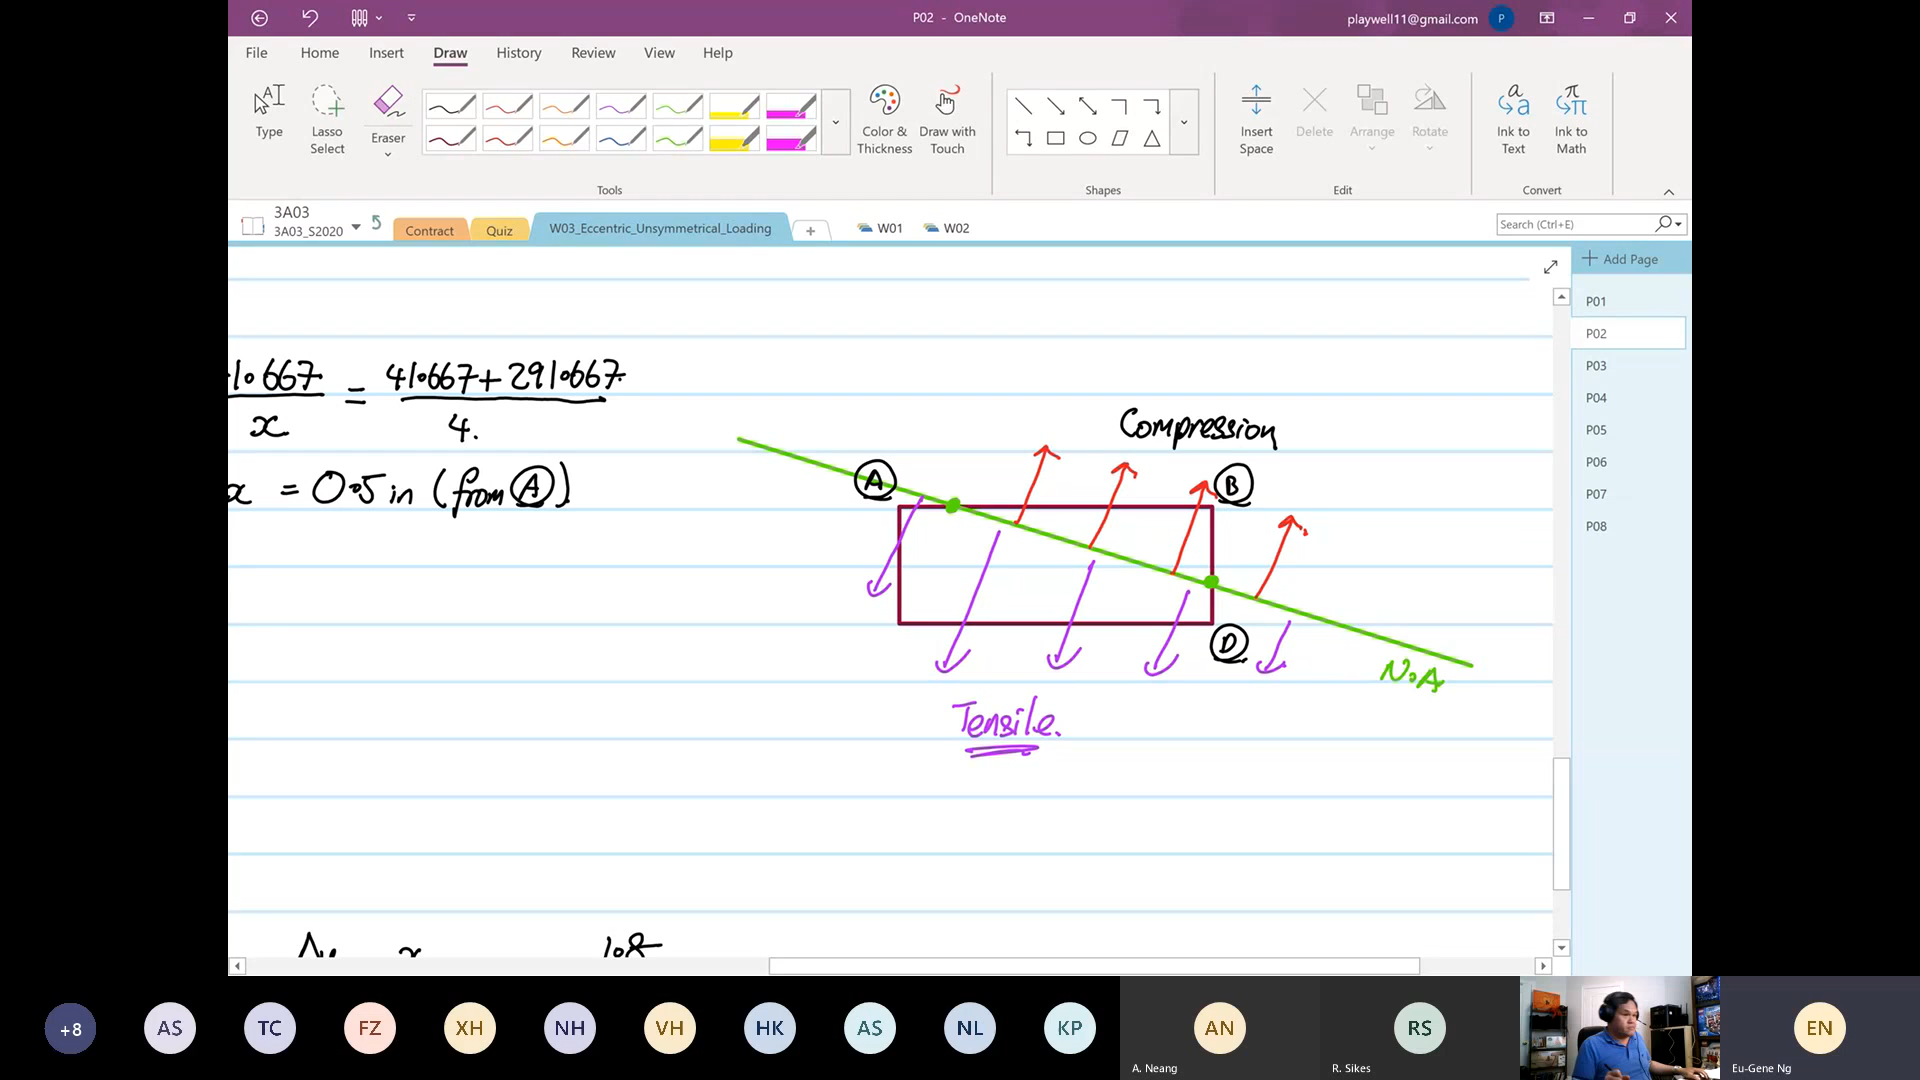 P02 - OneNote
playwell11@gmail.com
P
File Home Insert Draw History Review View Help
Type
Lasso Select
Eraser
Color & Thickness
Draw with Touch
Insert Space
Delete
Arrange
Rotate
Ink to Text
Ink to Math
Tools
Shapes
Edit
Convert
3A03
3A03_S2020
Contract
Quiz
W03_Eccentric_Unsymmetrical_Loading
+
W01
W02
Search (Ctrl+E)
Add Page
P01
P02
P03
P04
P05
P06
P07
P08
1.667 / x = 41.667 + 291.667 / 4.
x = 0.5 in (from A)
Compression
A
B
D
N.A
Tensile.
x
+8
AS
TC
FZ
XH
NH
VH
HK
AS
NL
KP
AN
A. Neang
RS
R. Sikes
EN
Eu-Gene Ng